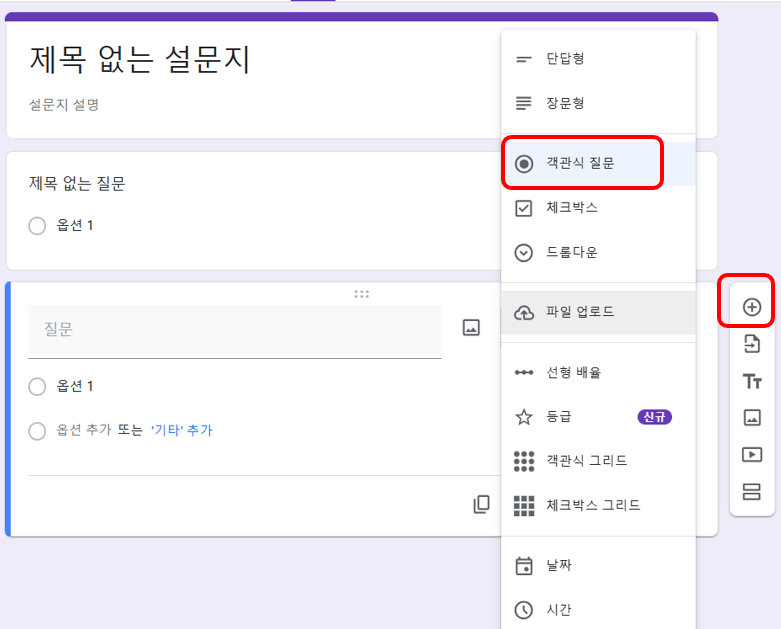 제목 없는 설문지
설문지 설명
제목 없는 질문
옵션 1
질문
옵션 1
옵션 추가 또는 '기타' 추가
단답형
장문형
객관식 질문
체크박스
드롭다운
파일 업로드
선형 배율
등급 신규
객관식 그리드
체크박스 그리드
날짜
시간
Tт